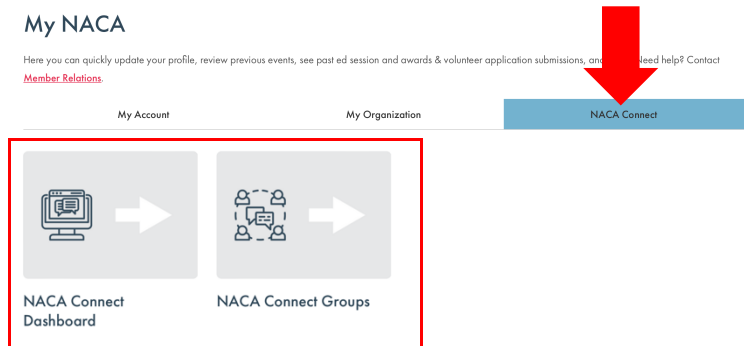 My NACA
Here you can quickly update your profile, review previous events, see past ed session and awards & volunteer application submissions, and Need help? Contact
Member Relations.
My Account
My Organization
NACA Connect
NACA Connect
Dashboard
NACA Connect Groups